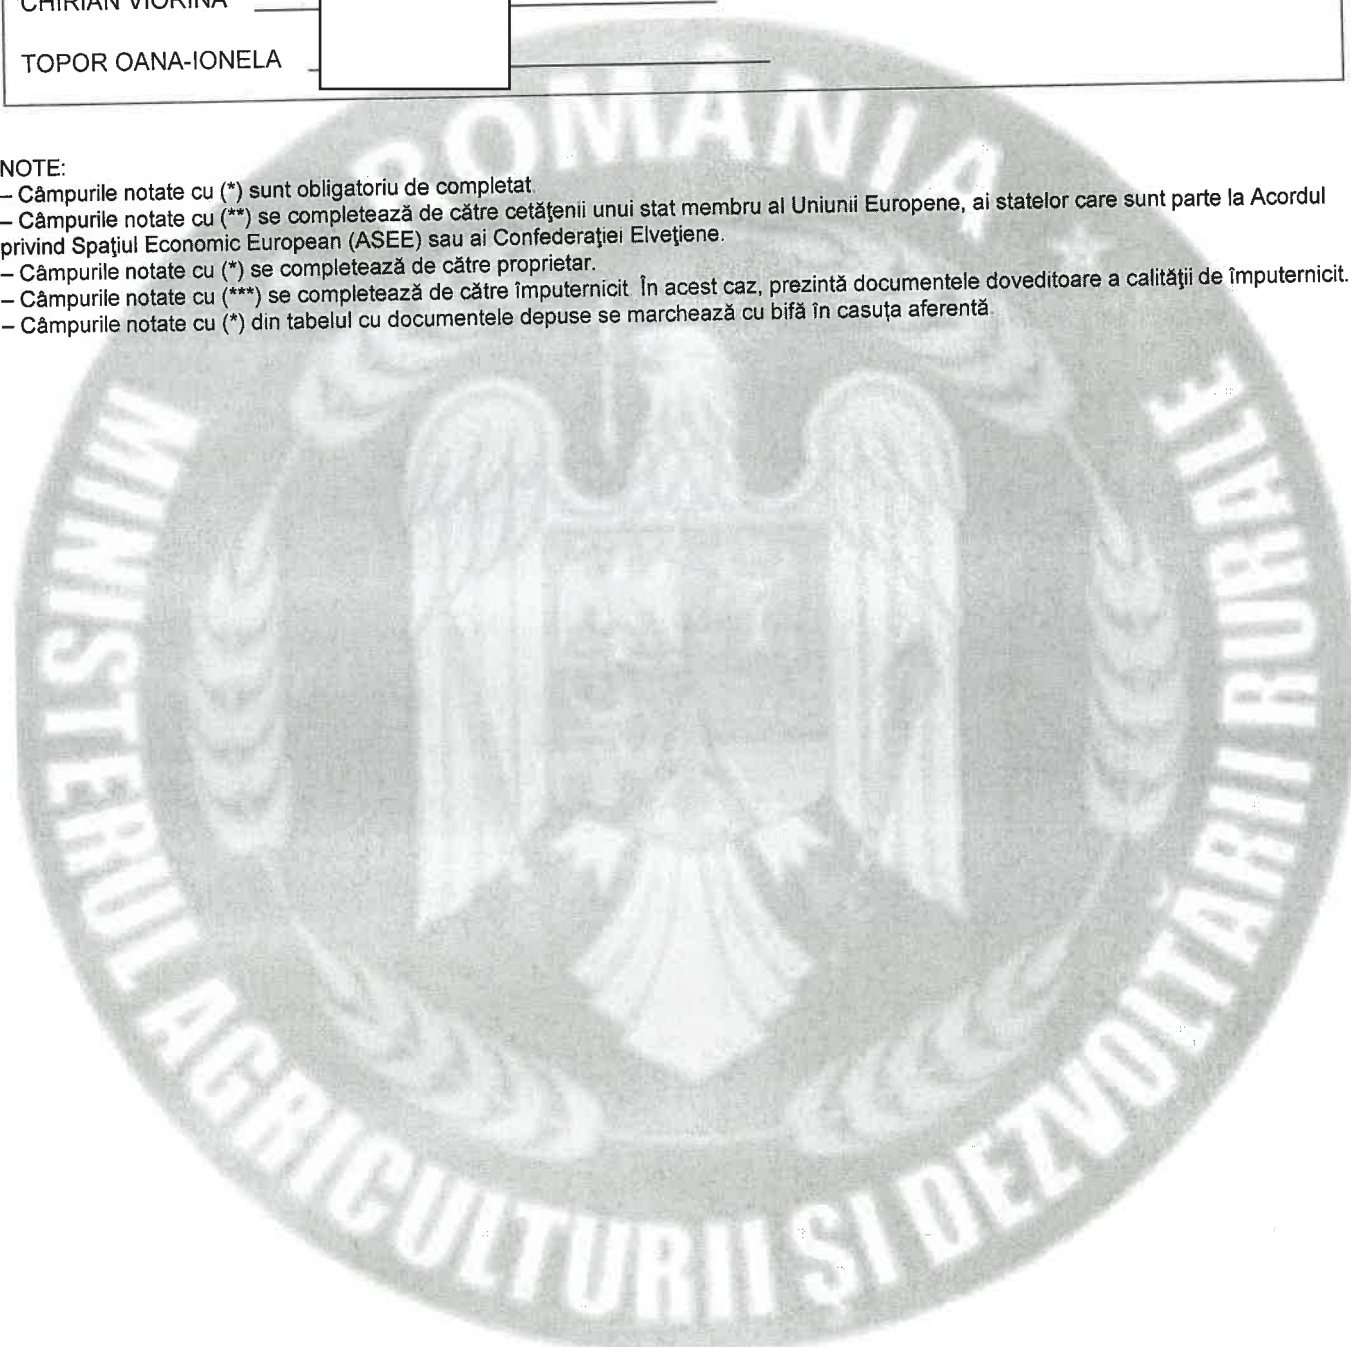 CHIRIAN VIORINA
TOPOR OANA-IONELA
NOTE:
– Câmpurile notate cu (*) sunt obligatoriu de completat.
– Câmpurile notate cu (**) se completează de către cetăţenii unui stat membru al Uniunii Europene, ai statelor care sunt parte la Acordul
privind Spaţiul Economic European (ASEE) sau ai Confederaţiei Elveţiene.
– Câmpurile notate cu (*) se completează de către proprietar.
– Câmpurile notate cu (***) se completează de către împuternicit. În acest caz, prezintă documentele doveditoare a calităţii de împuternicit.
– Câmpurile notate cu (*) din tabelul cu documentele depuse se marchează cu bifă în casuţa aferentă.
ROMÂNIA
MINISTERUL AGRICULTURII ŞI DEZVOLTĂRII RURALE